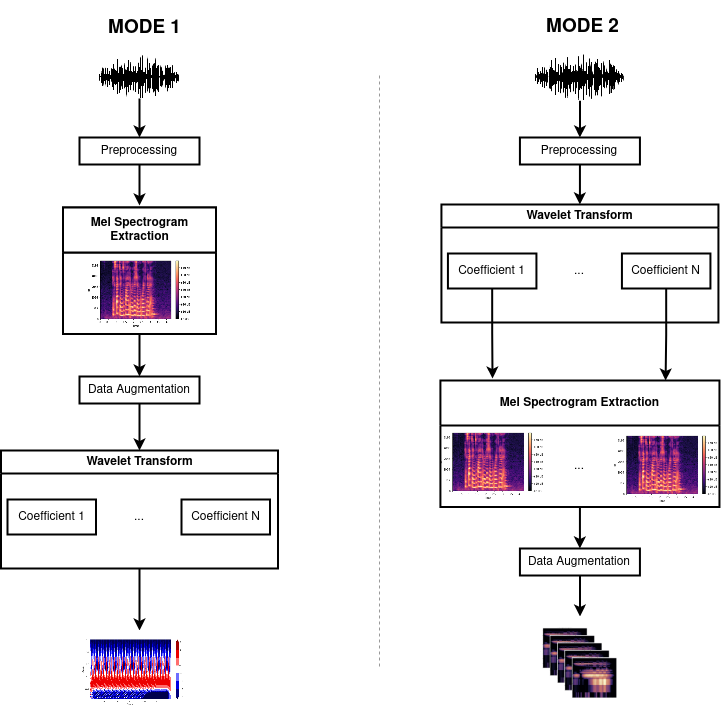 MODE 1
Preprocessing
Mel Spectrogram
Extraction
Data Augmentation
Wavelet Transform
Coefficient 1
...
Coefficient N
MODE 2
Preprocessing
Wavelet Transform
Coefficient 1
...
Coefficient N
Mel Spectrogram Extraction
...
Data Augmentation